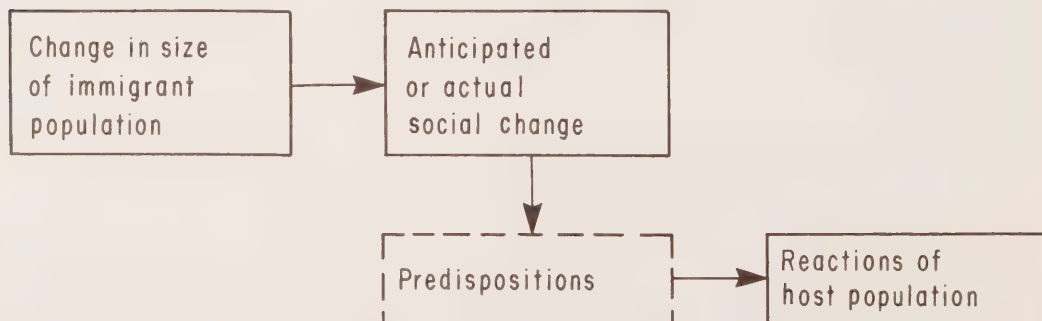 Change in size
of immigrant
population
Anticipated
or actual
social change
Predispositions
Reactions of
host population